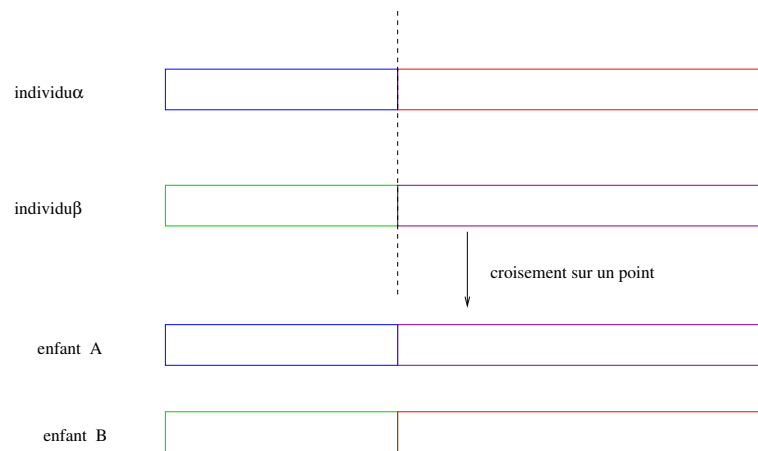 individuα
individuβ
croisement sur un point
enfant A
enfant B